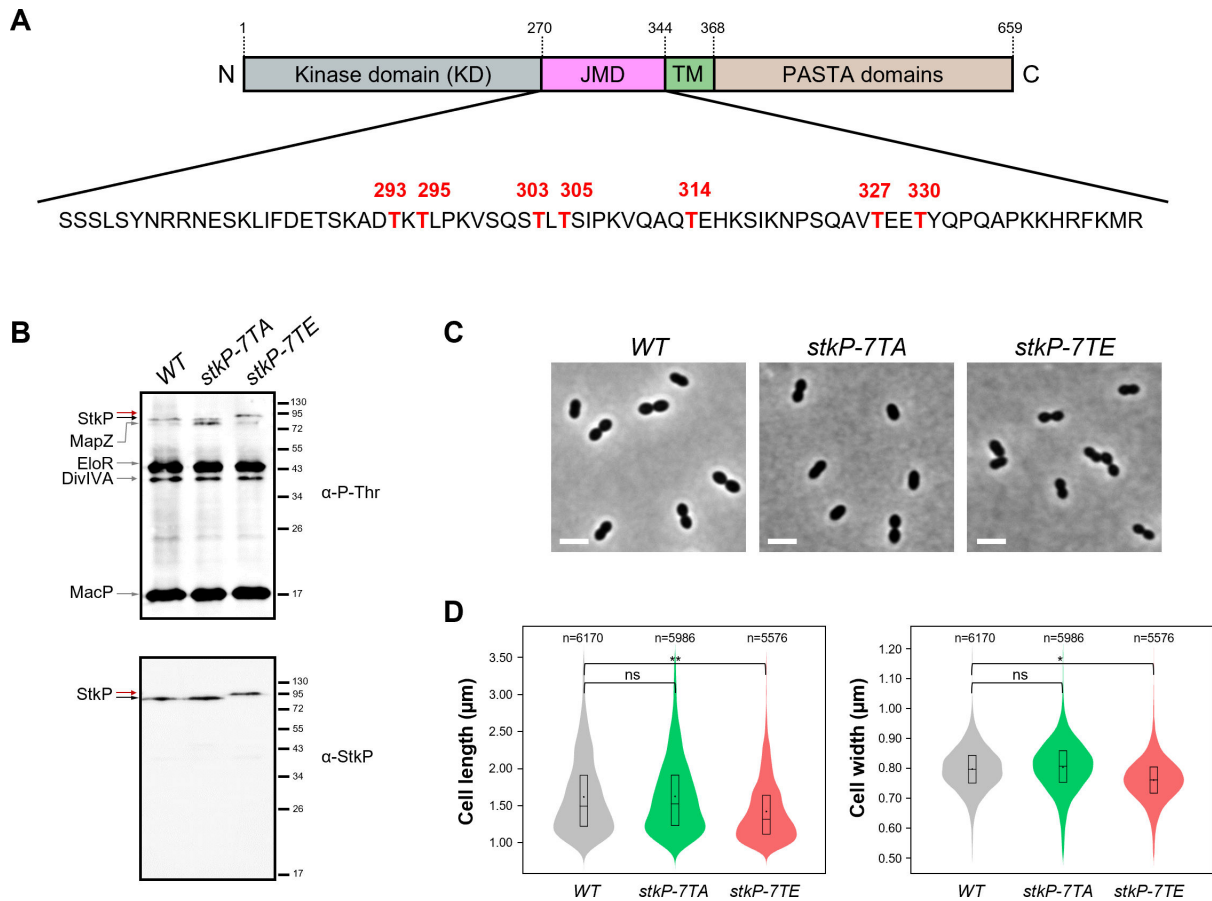 A
1 270 344 368 659
N Kinase domain (KD) JMD TM PASTA domains C
293 295 303 305 314 327 330
SSSLSYNRRNESKLIFDETSKADTKTLPKVSQSTLTSIPKVQAQTEHKSIKNPSQAVTEETYQPQAPKKHRFKMR
B
WT stkP-7TA stkP-7TE
StkP
MapZ
EloR
DivIVA
MacP
130
95
72
55
43
34
26
17
α-P-Thr
StkP
130
95
72
55
43
34
26
17
α-StkP
C
WT stkP-7TA stkP-7TE
D
Cell length (µm)
3.50
3.00
2.50
2.00
1.50
1.00
n=6170 n=5986 n=5576
**
ns
WT stkP-7TA stkP-7TE
Cell width (µm)
1.20
1.10
1.00
0.90
0.80
0.70
0.60
0.50
n=6170 n=5986 n=5576
*
ns
WT stkP-7TA stkP-7TE